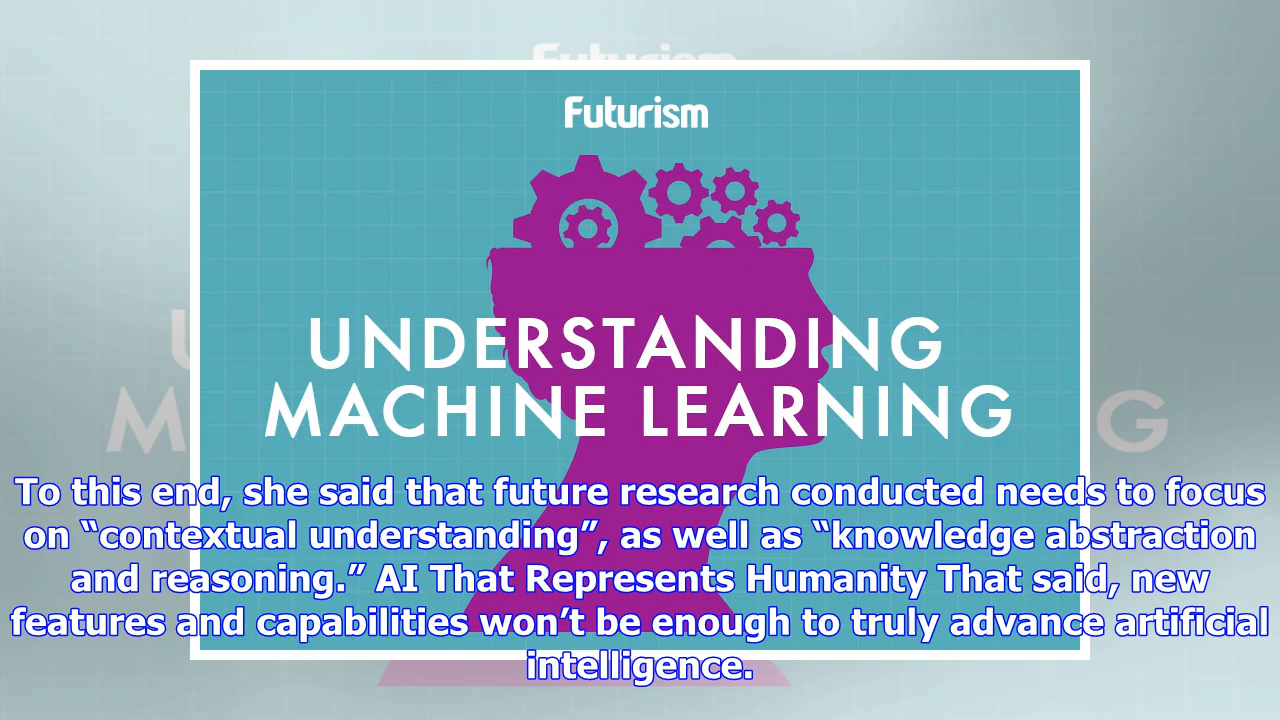 Futurism
Futurism
UNDERSTANDING
MACHINE LEARNING
To this end, she said that future research conducted needs to focus
on “contextual understanding”, as well as “knowledge abstraction
and reasoning.” AI That Represents Humanity That said, new
features and capabilities won’t be enough to truly advance artificial
intelligence.